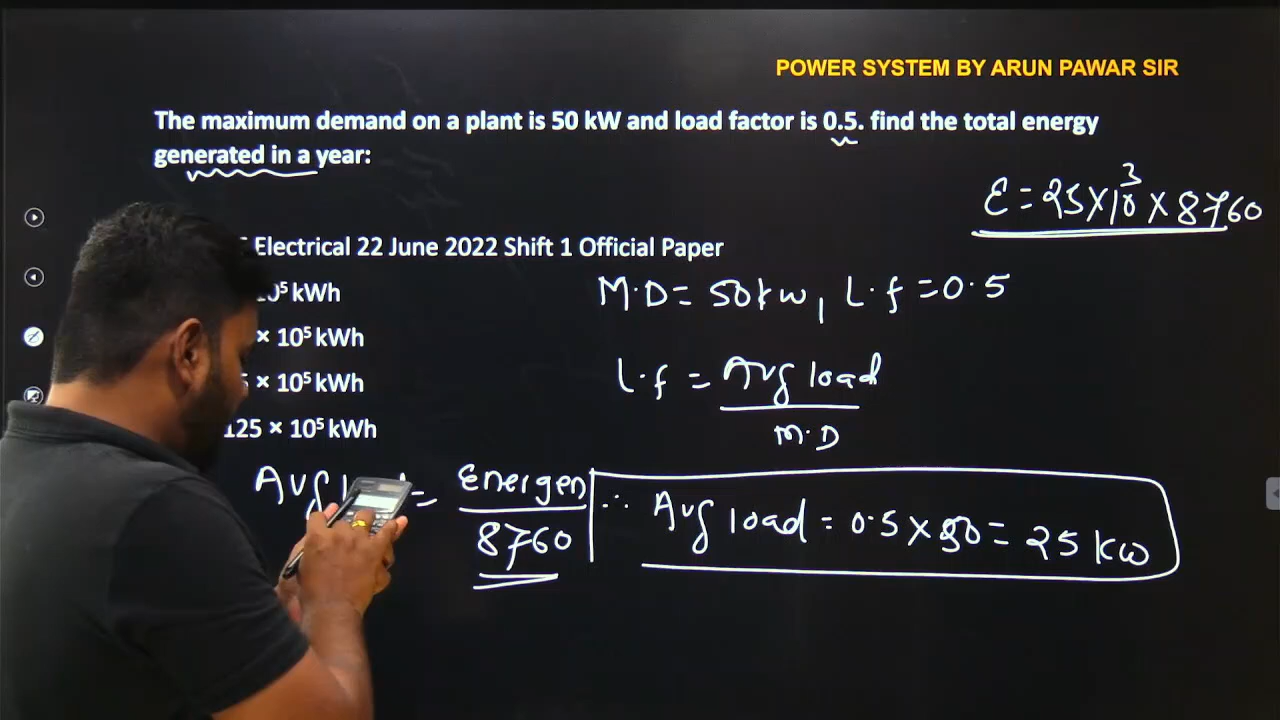 POWER SYSTEM BY ARUN PAWAR SIR
The maximum demand on a plant is 50 kW and load factor is 0.5. find the total energy
generated in a year:
E = 25 × 10³ × 8760
Electrical 22 June 2022 Shift 1 Official Paper
M.D = 50kw, L.f = 0.5
kWh
× 10⁵ kWh
× 10⁵ kWh
125 × 10⁵ kWh
L.f = Avg load
M.D
Avg = Energen
8760
∴ Avg load = 0.5 × 50 = 25 kw